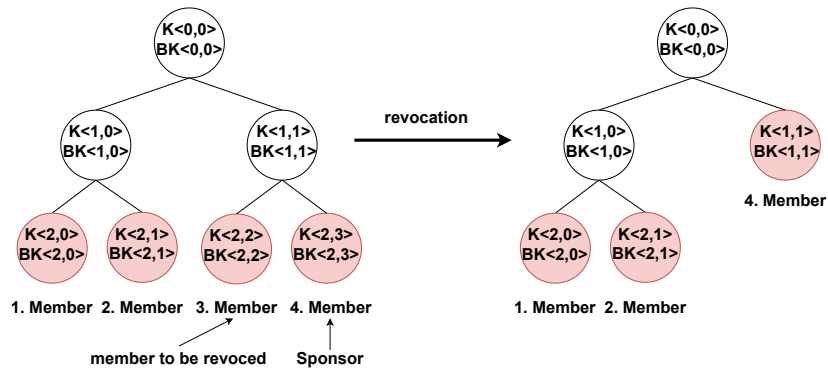 K<0,0>
BK<0,0>
K<1,0>
BK<1,0>
K<1,1>
BK<1,1>
K<2,0>
BK<2,0>
K<2,1>
BK<2,1>
K<2,2>
BK<2,2>
K<2,3>
BK<2,3>
1. Member
2. Member
3. Member
4. Member
member to be revoced
Sponsor
revocation
K<0,0>
BK<0,0>
K<1,0>
BK<1,0>
K<1,1>
BK<1,1>
4. Member
K<2,0>
BK<2,0>
K<2,1>
BK<2,1>
1. Member
2. Member